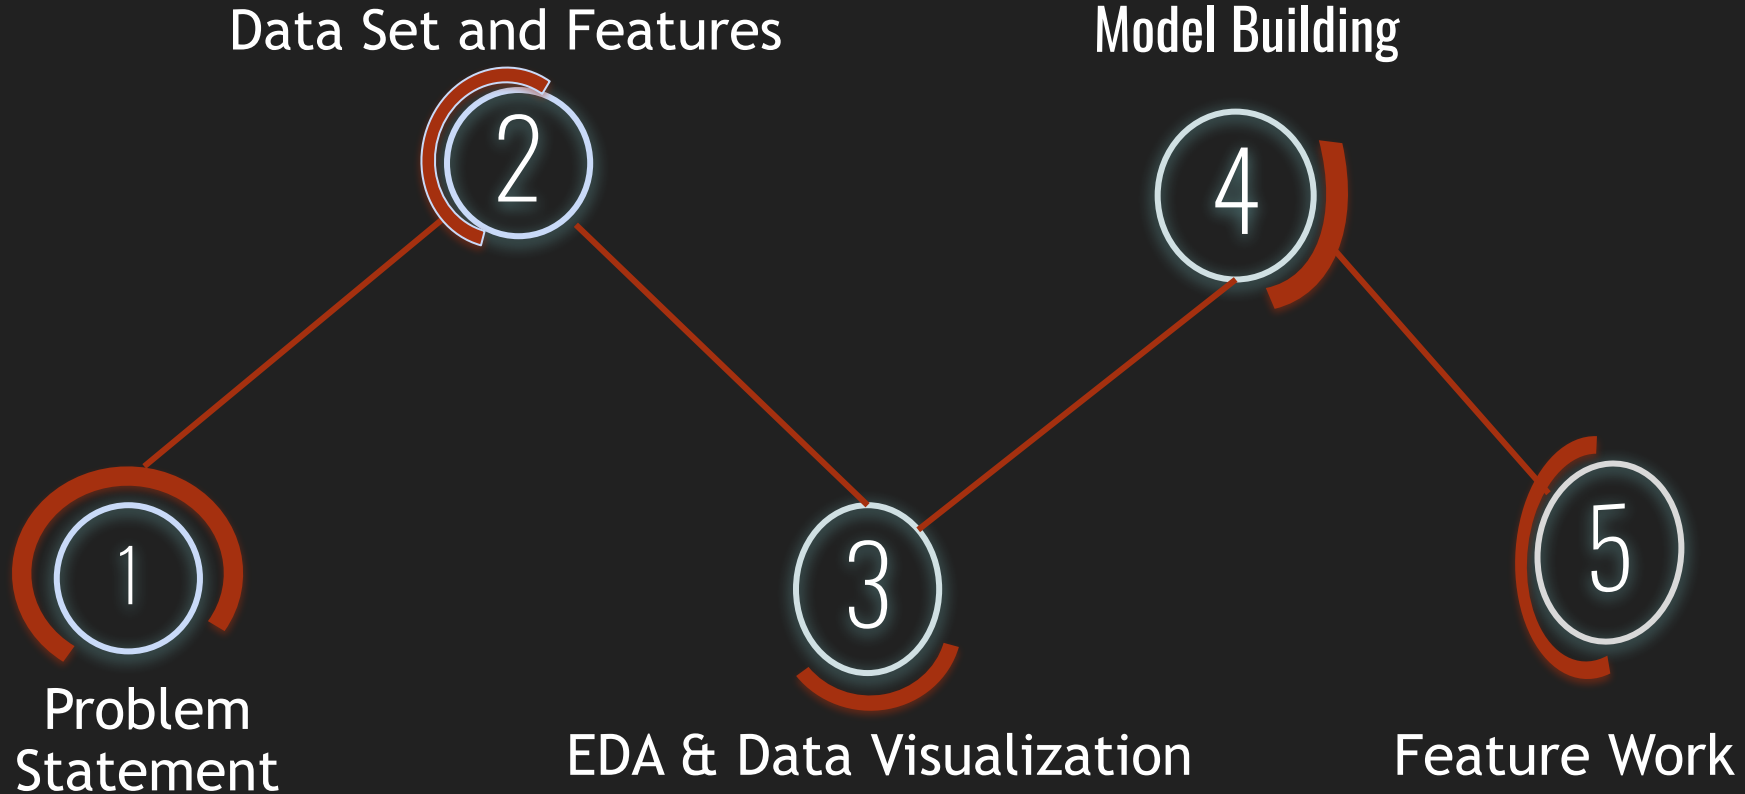 Data Set and Features
Model Building
2
4
1
3
5
Problem
Statement
EDA & Data Visualization
Feature Work